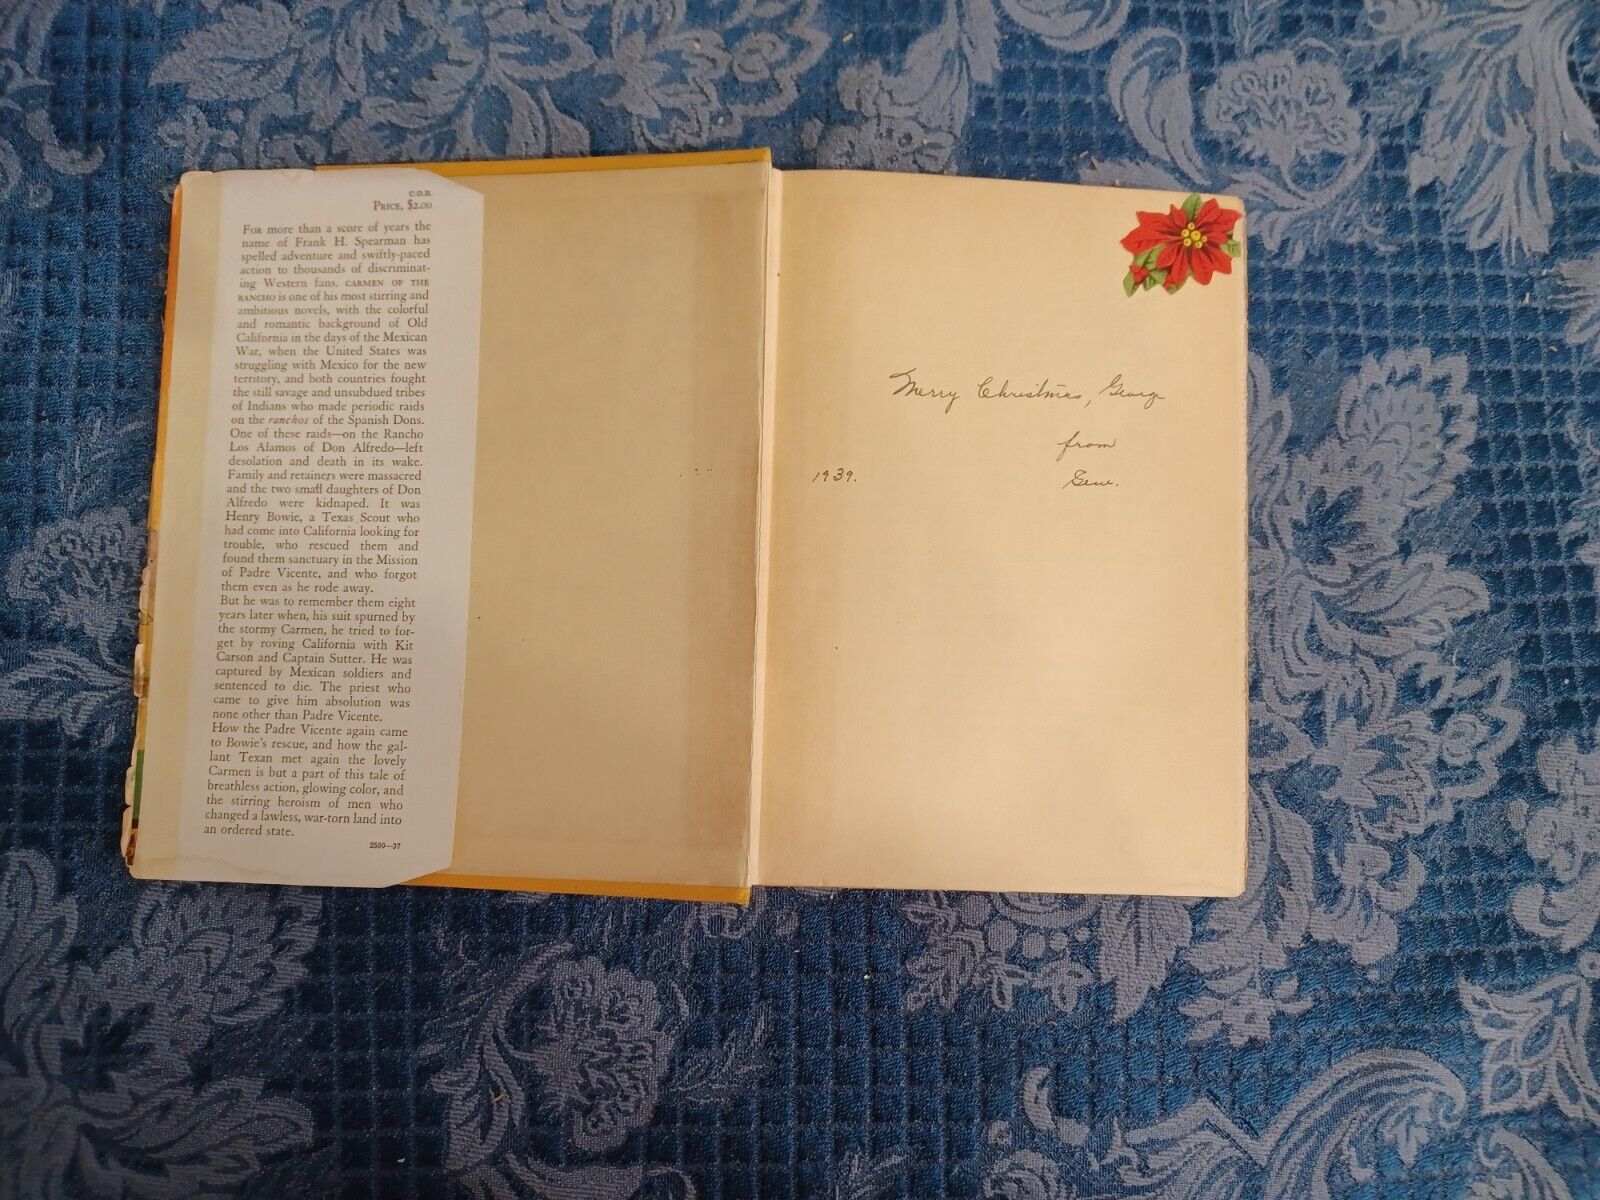 C.O.R.
PRICE, $2.00
FOR more than a score of years the
name of Frank H. Spearman has
spelled adventure and swiftly-paced
action to thousands of discriminat-
ing Western fans. CARMEN OF THE
RANCHO is one of his most stirring and
ambitious novels, with the colorful
and romantic background of Old
California in the days of the Mexican
War, when the United States was
struggling with Mexico for the new
territory, and both countries fought
the still savage and unsubdued tribes
of Indians who made periodic raids
on the ranchos of the Spanish Dons.
One of these raids—on the Rancho
Los Alamos of Don Alfredo—left
desolation and death in its wake.
Family and retainers were massacred
and the two small daughters of Don
Alfredo were kidnaped. It was
Henry Bowie, a Texas Scout who
had come into California looking for
trouble, who rescued them and
found them sanctuary in the Mission
of Padre Vicente, and who forgot
them even as he rode away.
But he was to remember them eight
years later when, his suit spurned by
the stormy Carmen, he tried to for-
get by roving California with Kit
Carson and Captain Sutter. He was
captured by Mexican soldiers and
sentenced to die. The priest who
came to give him absolution was
none other than Padre Vicente.
How the Padre Vicente again came
to Bowie's rescue, and how the gal-
lant Texan met again the lovely
Carmen is but a part of this tale of
breathless action, glowing color, and
the stirring heroism of men who
changed a lawless, war-torn land into
an ordered state.
2500—37
Merry Christmas, George
from
1939. Gene.